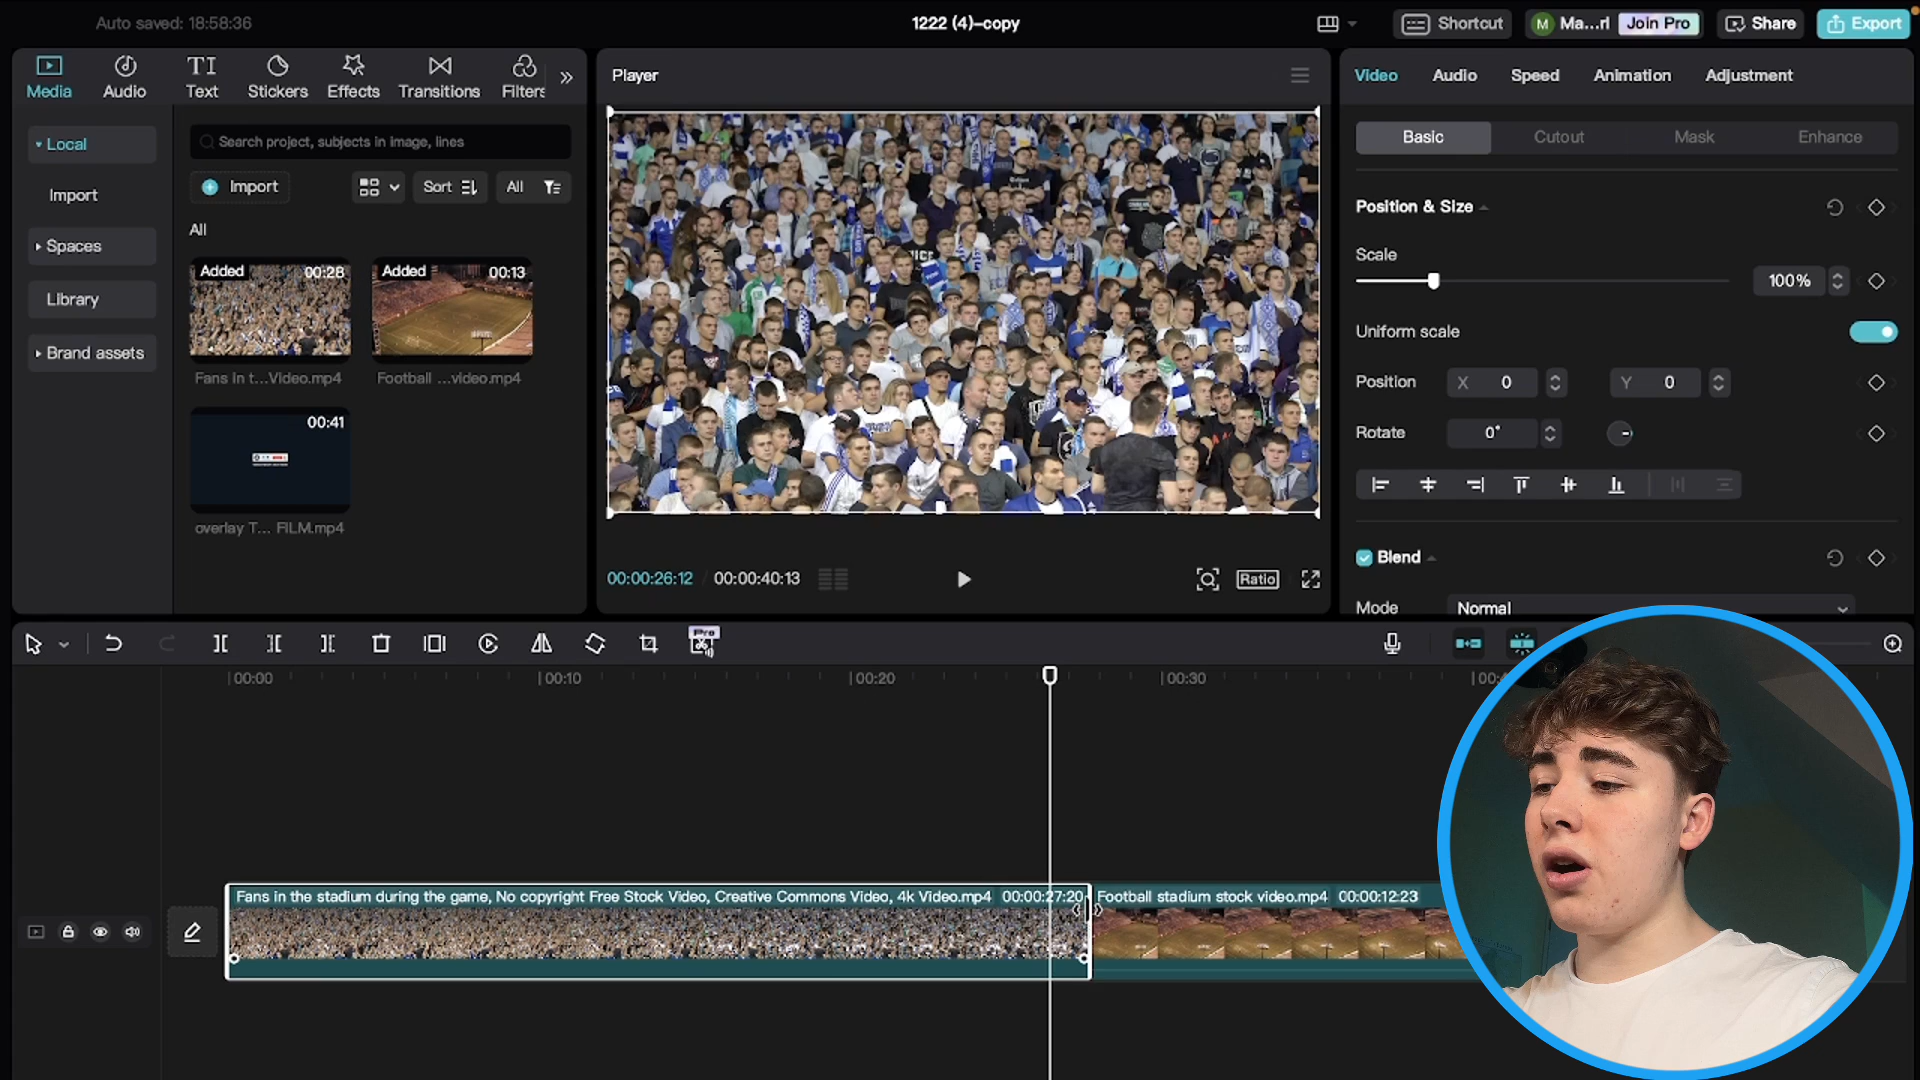 Auto saved: 18:58:36
1222 (4)-copy
Shortcut
M Ma...rl
Join Pro
Share
Export
Media
Audio
TI
Text
Stickers
Effects
Transitions
Filters
Player
Video
Audio
Speed
Animation
Adjustment
Local
Import
Spaces
Library
Brand assets
Search project, subjects in image, lines
Import
Sort
All
All
Added
00:28
Fans in t...Video.mp4
Added
00:13
Football ...video.mp4
00:41
overlay T... FILM.mp4
00:00:26:12
00:00:40:13
Ratio
Basic
Cutout
Mask
Enhance
Position & Size
Scale
100%
Uniform scale
Position
X 0
Y 0
Rotate
0°
Blend
Mode
Normal
Pro
00:00
00:10
00:20
00:30
Fans in the stadium during the game, No copyright Free Stock Video, Creative Commons Video, 4k Video.mp4 00:00:27:20
Football stadium stock video.mp4 00:00:12:23